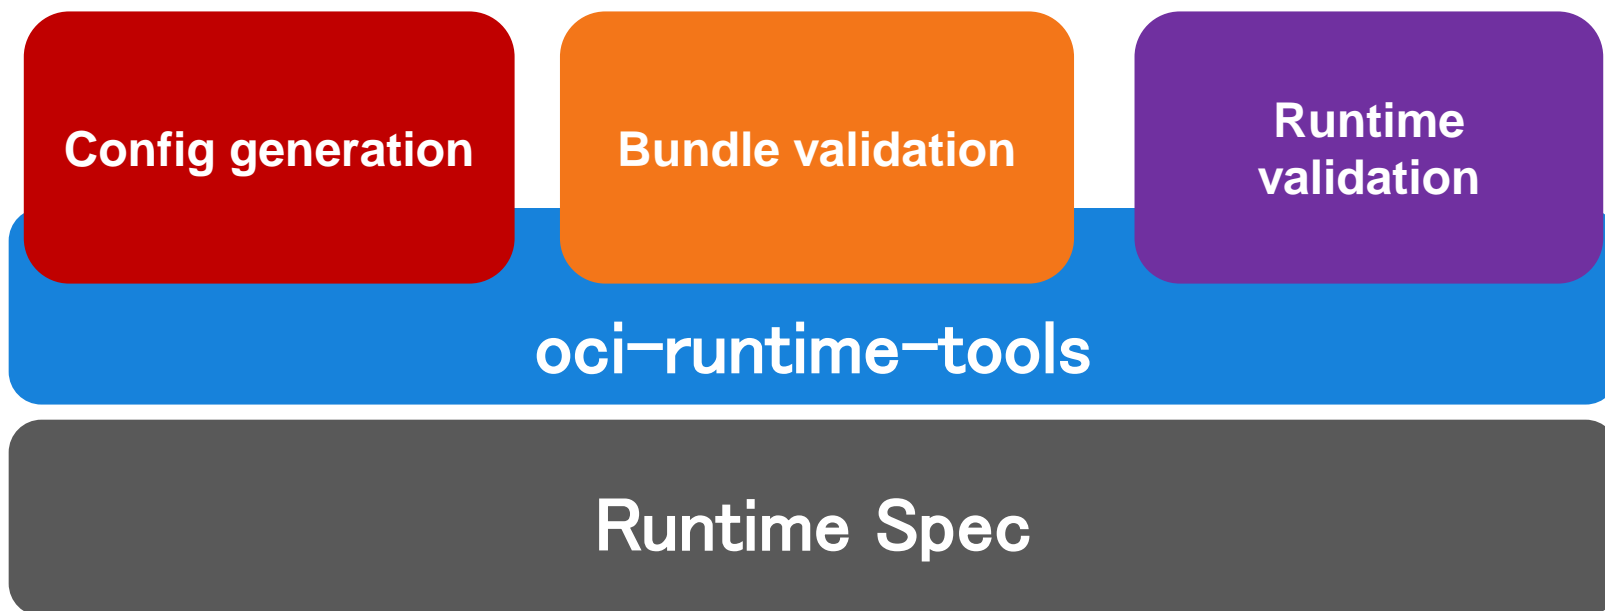 Config generation
Bundle validation
Runtime
validation
oci-runtime-tools
Runtime Spec